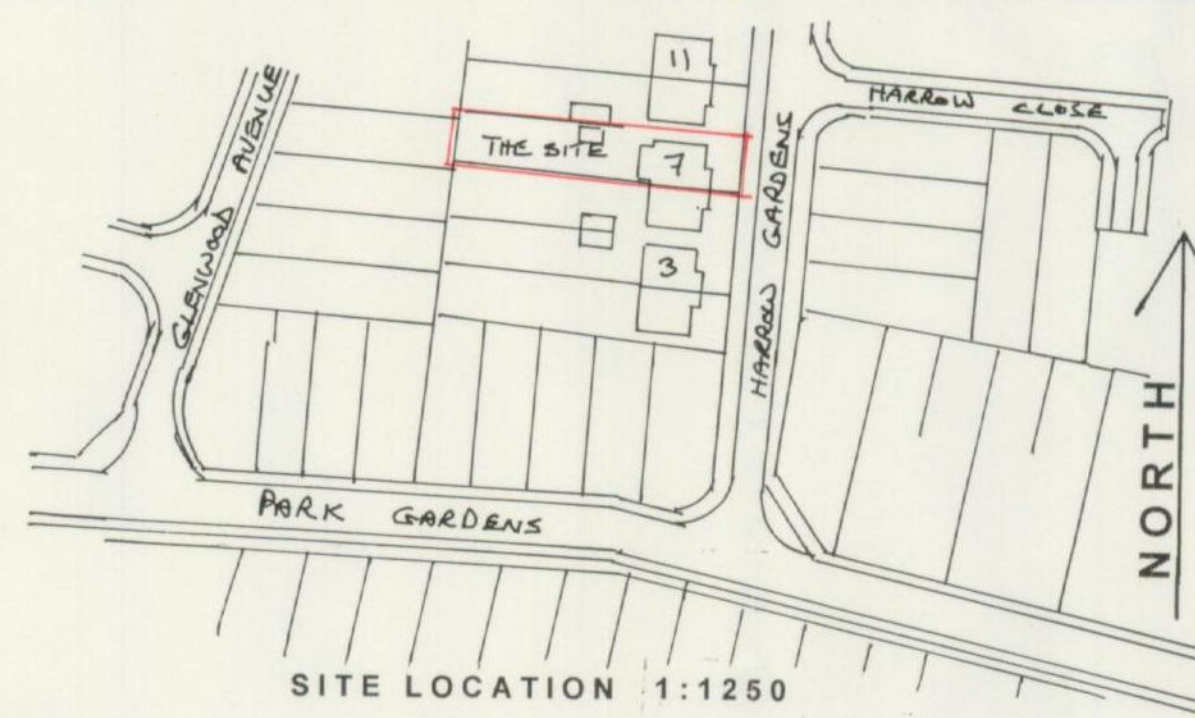 11
HARROW CLOSE
GLENWOOD AVENUE
THE SITE
7
HARROW GARDENS
3
PARK GARDENS
NORTH
SITE LOCATION 1:1250